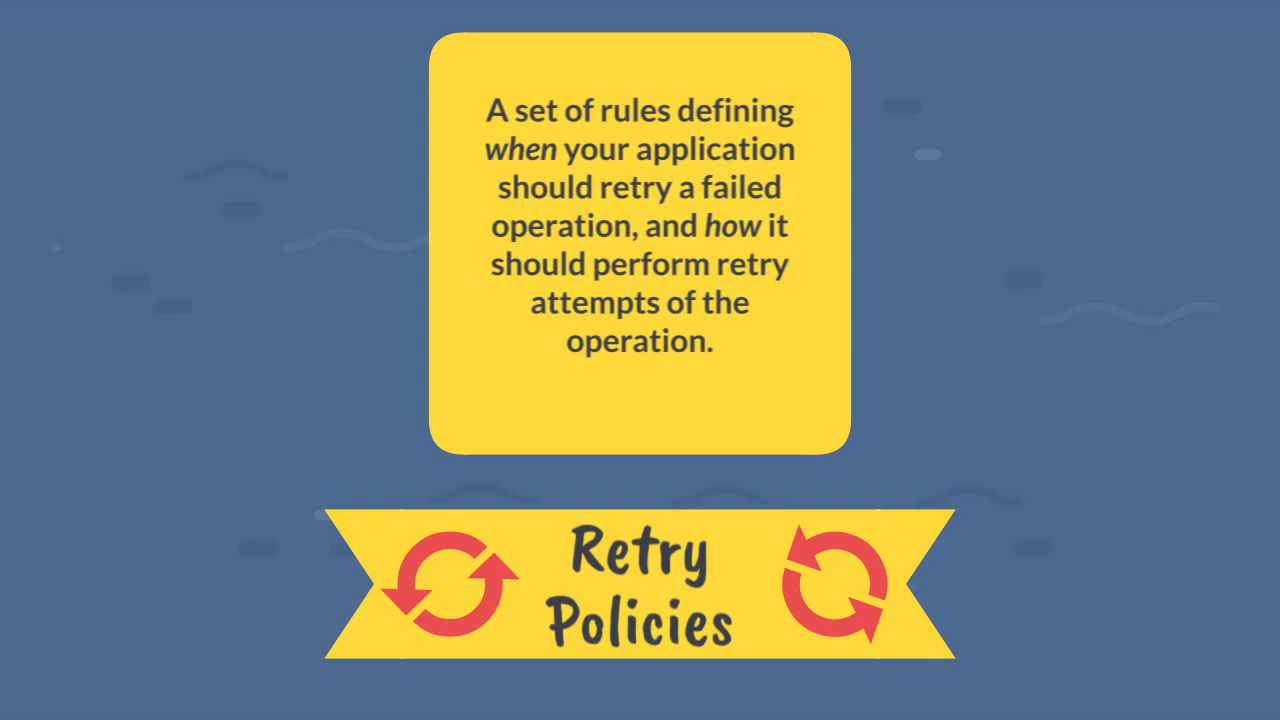 A set of rules defining
when your application
should retry a failed
operation, and how it
should perform retry
attempts of the
operation.
Retry
Policies